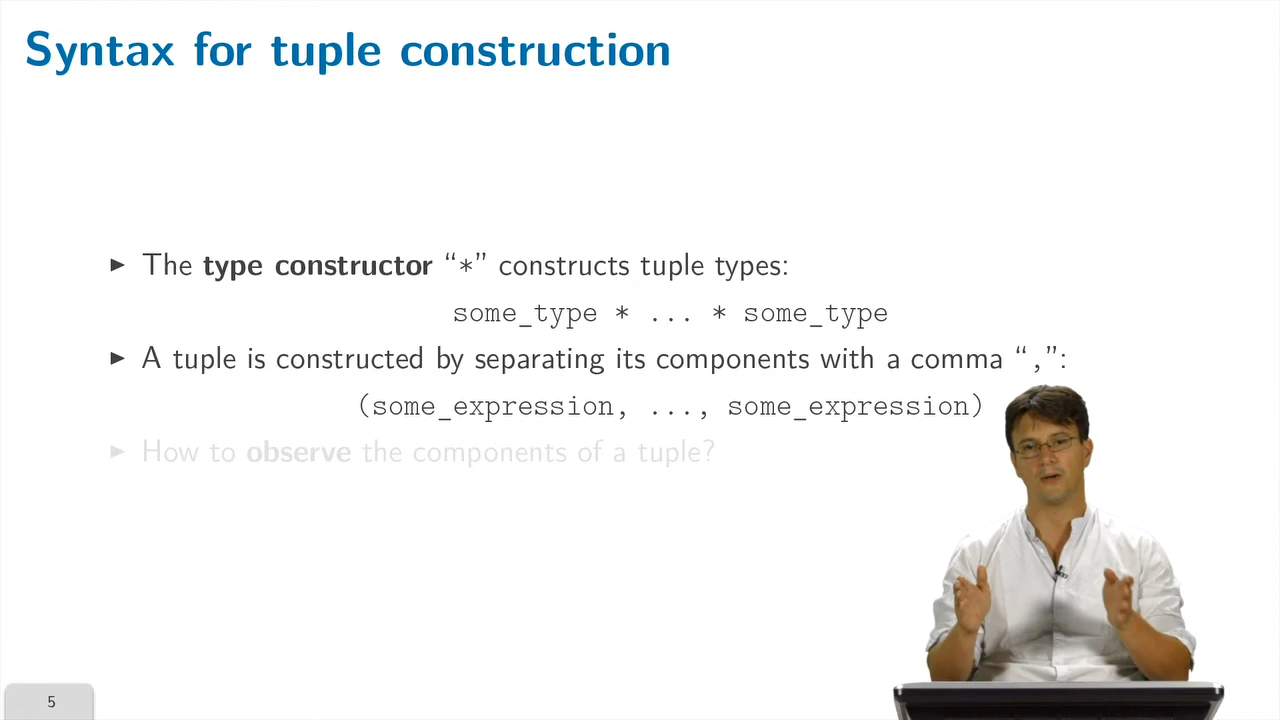 Syntax for tuple construction
▶ The type constructor “*” constructs tuple types:
some_type * ... * some_type
▶ A tuple is constructed by separating its components with a comma “,”:
(some_expression, ..., some_expression)
▶ How to observe the components of a tuple?
5